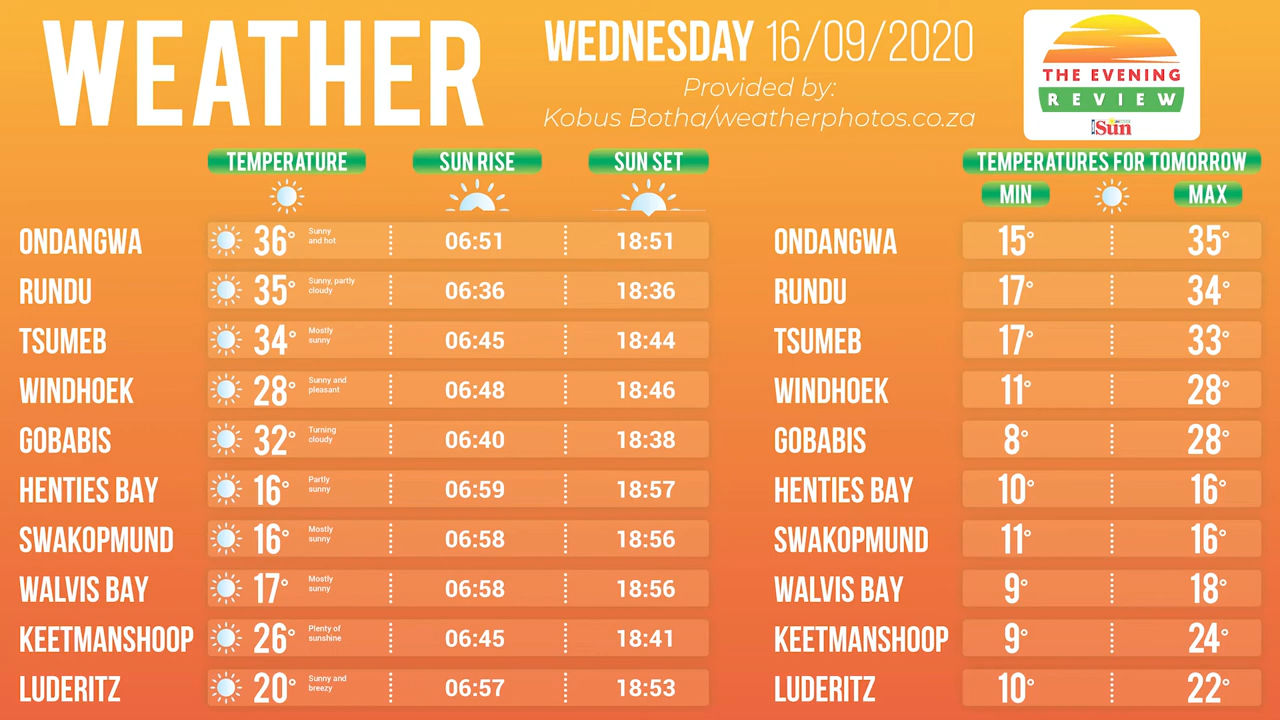 WEATHER
WEDNESDAY 16/09/2020
Provided by:
Kobus Botha/weatherphotos.co.za
THE EVENING
REVIEW
Sun
TEMPERATURE SUN RISE SUN SET
ONDANGWA 36° Sunny and hot 06:51 18:51
RUNDU 35° Sunny, partly cloudy 06:36 18:36
TSUMEB 34° Mostly sunny 06:45 18:44
WINDHOEK 28° Sunny and pleasant 06:48 18:46
GOBABIS 32° Turning cloudy 06:40 18:38
HENTIES BAY 16° Partly sunny 06:59 18:57
SWAKOPMUND 16° Mostly sunny 06:58 18:56
WALVIS BAY 17° Mostly sunny 06:58 18:56
KEETMANSHOOP 26° Plenty of sunshine 06:45 18:41
LUDERITZ 20° Sunny and breezy 06:57 18:53
TEMPERATURES FOR TOMORROW
MIN MAX
ONDANGWA 15° 35°
RUNDU 17° 34°
TSUMEB 17° 33°
WINDHOEK 11° 28°
GOBABIS 8° 28°
HENTIES BAY 10° 16°
SWAKOPMUND 11° 16°
WALVIS BAY 9° 18°
KEETMANSHOOP 9° 24°
LUDERITZ 10° 22°